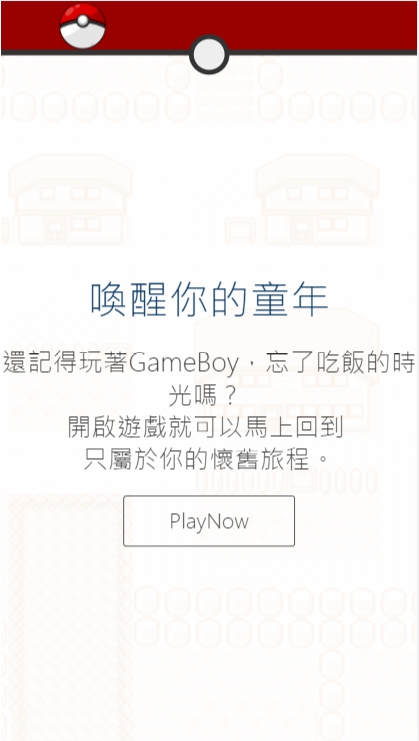 喚醒你的童年
還記得玩著GameBoy，忘了吃飯的時
光嗎？
開啟遊戲就可以馬上回到
只屬於你的懷舊旅程。
PlayNow